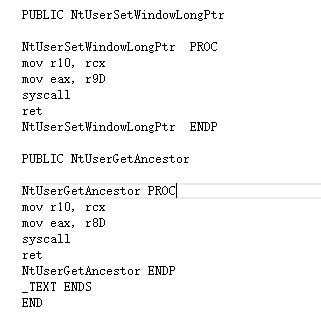 PUBLIC NtUserSetWindowLongPtr
NtUserSetWindowLongPtr  PROC
mov r10, rcx
mov eax, r9D
syscall
ret
NtUserSetWindowLongPtr  ENDP
PUBLIC NtUserGetAncestor
NtUserGetAncestor PROC
mov r10, rcx
mov eax, r8D
syscall
ret
NtUserGetAncestor ENDP
_TEXT ENDS
END